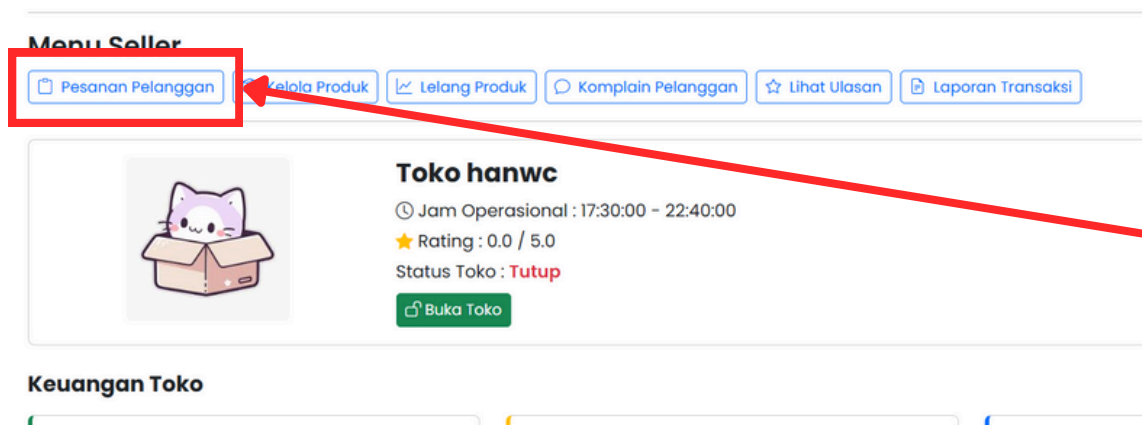 Menu Seller
Pesanan Pelanggan Kelola Produk Lelang Produk Komplain Pelanggan Lihat Ulasan Laporan Transaksi
Toko hanwc
Jam Operasional : 17:30:00 - 22:40:00
Rating : 0.0 / 5.0
Status Toko : Tutup
Buka Toko
Keuangan Toko